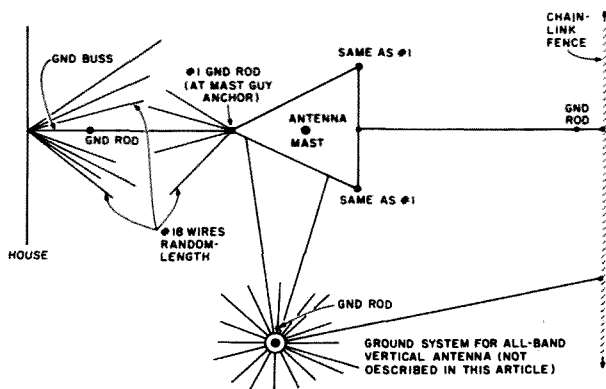 CHAIN-
LINK
FENCE
GND BUSS
#1 GND ROD
(AT MAST GUY
ANCHOR)
SAME AS #1
ANTENNA
MAST
GND
ROD
GND ROD
SAME AS #1
#18 WIRES
RANDOM-
LENGTH
HOUSE
GND ROD
GROUND SYSTEM FOR ALL-BAND
VERTICAL ANTENNA (NOT
OESCRIBED IN THIS ARTICLE)